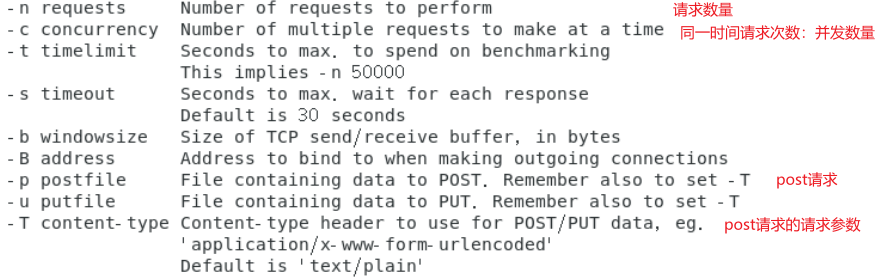 -n requests Number of requests to perform 请求数量
-c concurrency Number of multiple requests to make at a time 同一时间请求次数：并发数量
-t timelimit Seconds to max. to spend on benchmarking
This implies -n 50000
-s timeout Seconds to max. wait for each response
Default is 30 seconds
-b windowsize Size of TCP send/receive buffer, in bytes
-B address Address to bind to when making outgoing connections
-p postfile File containing data to POST. Remember also to set -T post请求
-u putfile File containing data to PUT. Remember also to set -T
-T content-type Content-type header to use for POST/PUT data, eg. post请求的请求参数
'application/x-www-form-urlencoded'
Default is 'text/plain'